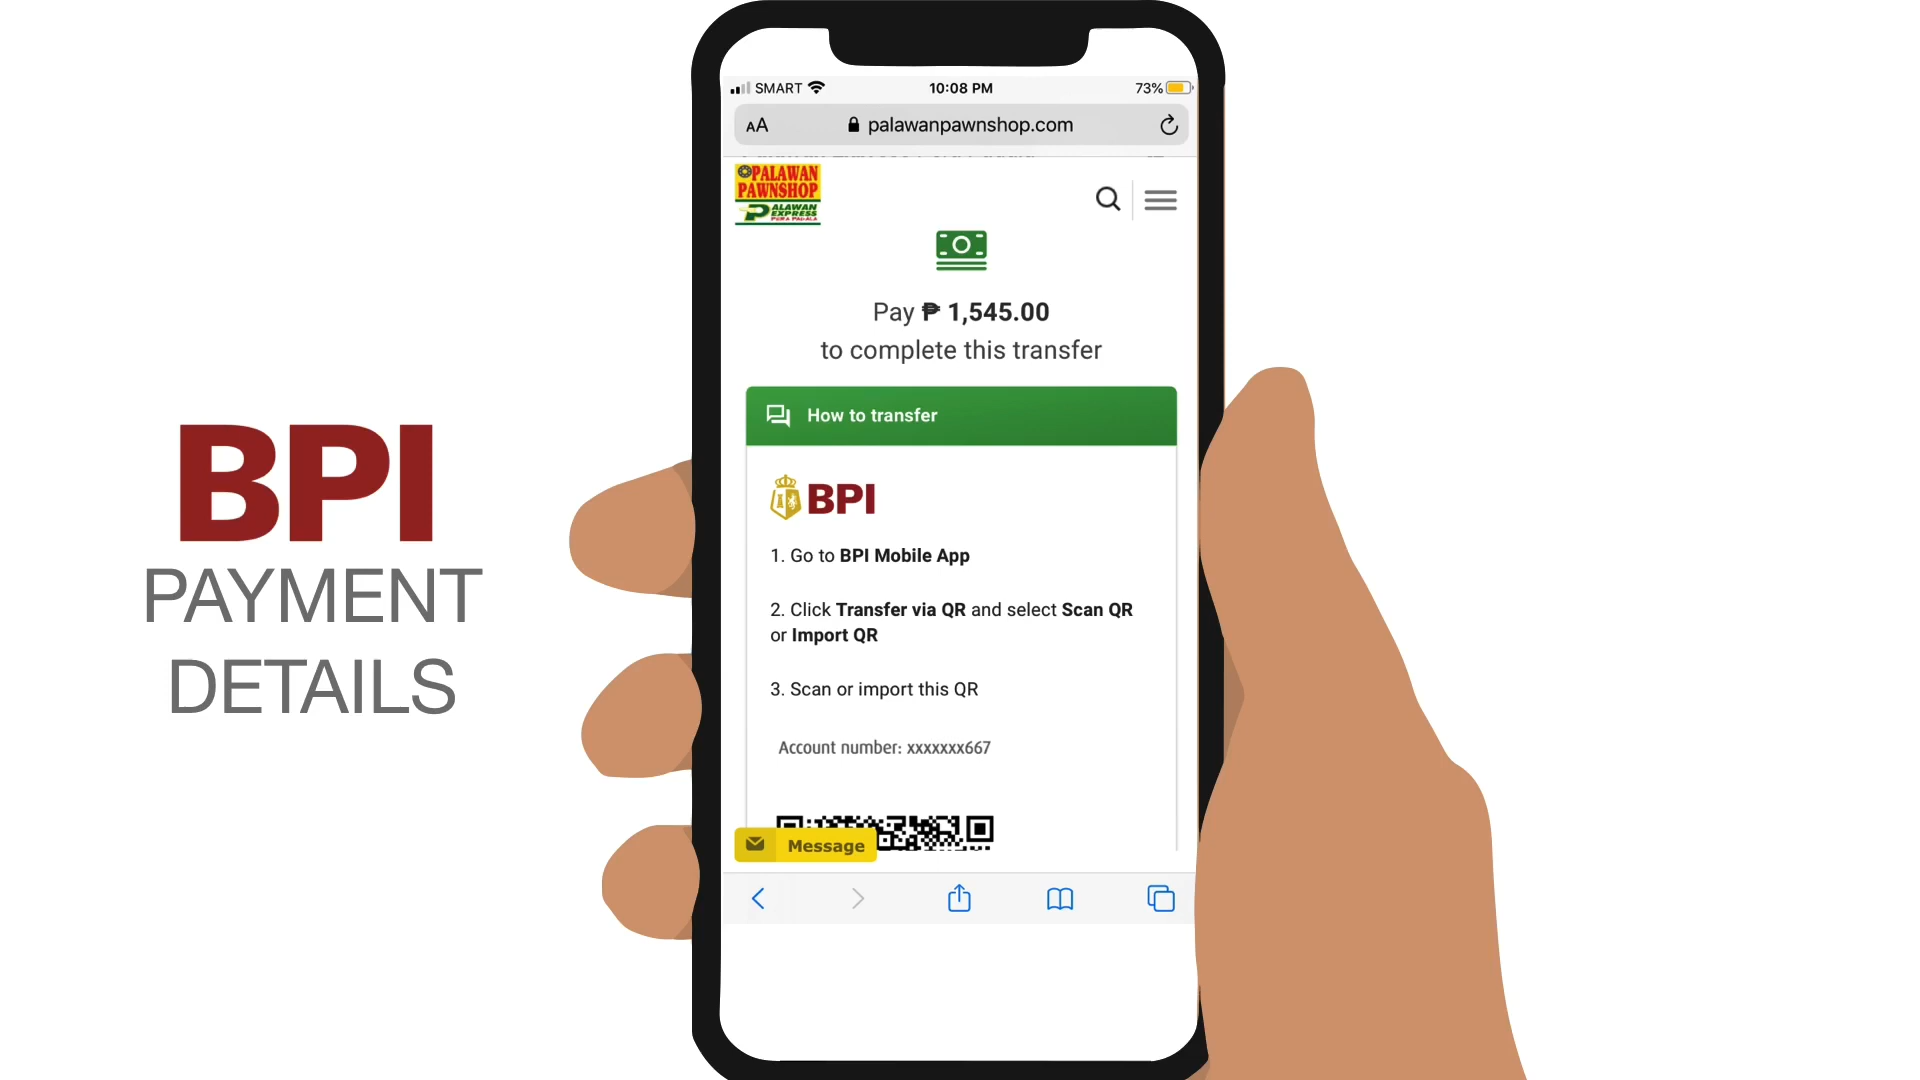 BPI
PAYMENT
DETAILS
SMART 10:08 PM 73%
AA palawanpawnshop.com
PALAWAN
PAWNSHOP
PALAWAN
EXPRESS
PERA PADALA
Pay ₱ 1,545.00
to complete this transfer
How to transfer
BPI
1. Go to BPI Mobile App
2. Click Transfer via QR and select Scan QR
or Import QR
3. Scan or import this QR
Account number: xxxxxxx667
Message